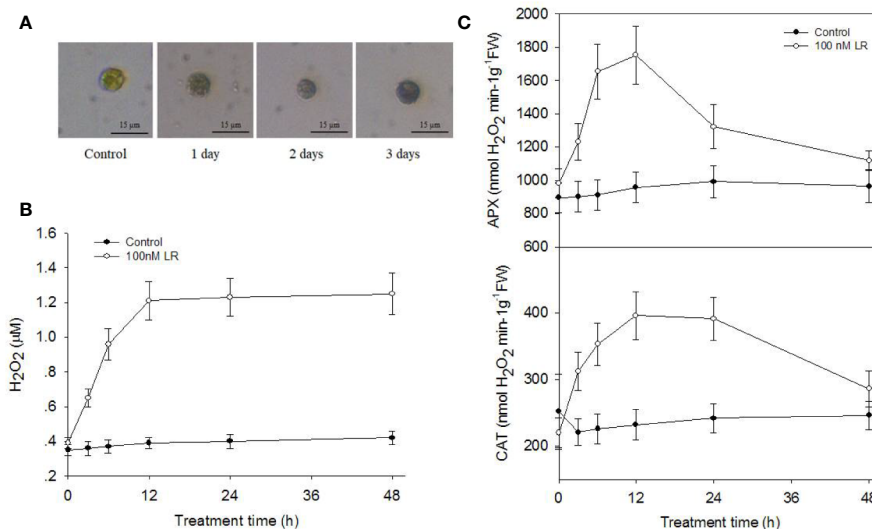 A
15 µm
15 µm
15 µm
15 µm
Control
1 day
2 days
3 days
B
H₂O₂ (µM)
1.6
1.4
1.2
1.0
.8
.6
.4
.2
Control
100nM LR
0
12
24
36
48
Treatment time (h)
C
APX (nmol H₂O₂ min-1g⁻¹FW)
2000
1800
1600
1400
1200
1000
800
600
Control
100 nM LR
CAT (nmol H₂O₂ min-1g⁻¹FW)
400
300
200
0
12
24
36
48
Treatment time (h)